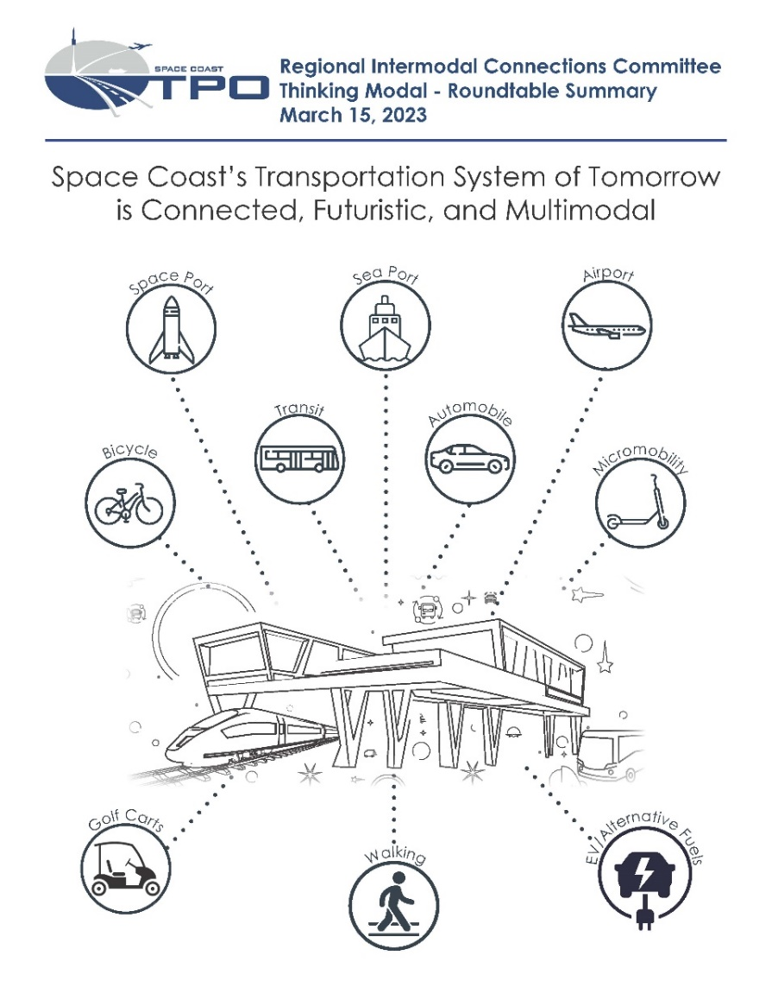 SPACE COAST
TPO
Regional Intermodal Connections Committee
Thinking Modal - Roundtable Summary
March 15, 2023
Space Coast's Transportation System of Tomorrow
is Connected, Futuristic, and Multimodal
Space Port
Sea Port
Airport
Transit
Automobile
Bicycle
Micromobility
Golf Carts
Walking
EV/Alternative Fuels